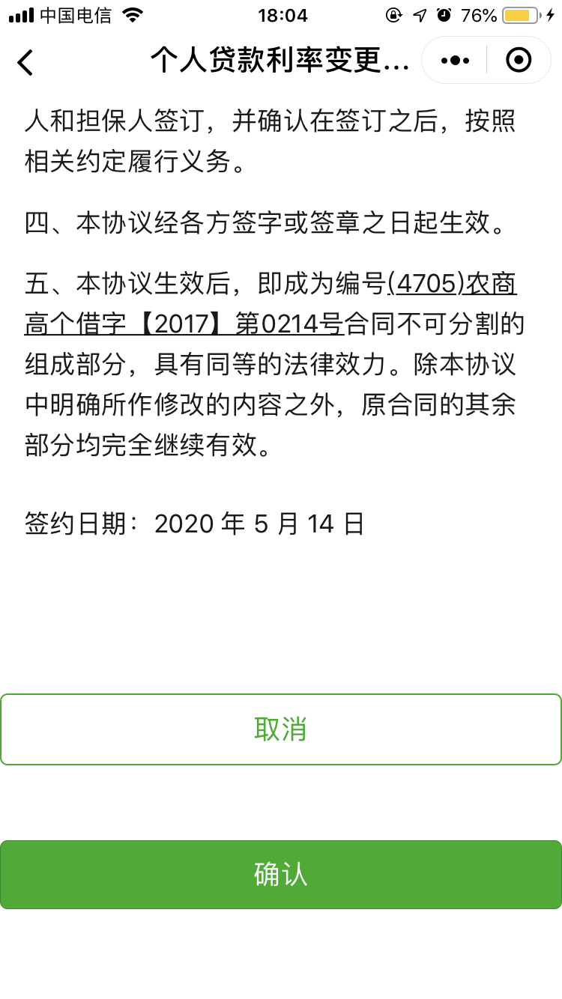 中国电信 18:04 76%
个人贷款利率变更...
人和担保人签订，并确认在签订之后，按照
相关约定履行义务。
四、本协议经各方签字或签章之日起生效。
五、本协议生效后，即成为编号(4705)农商
高个借字【2017】第0214号合同不可分割的
组成部分，具有同等的法律效力。除本协议
中明确所作修改的内容之外，原合同的其余
部分均完全继续有效。
签约日期：2020 年 5 月 14 日
取消
确认